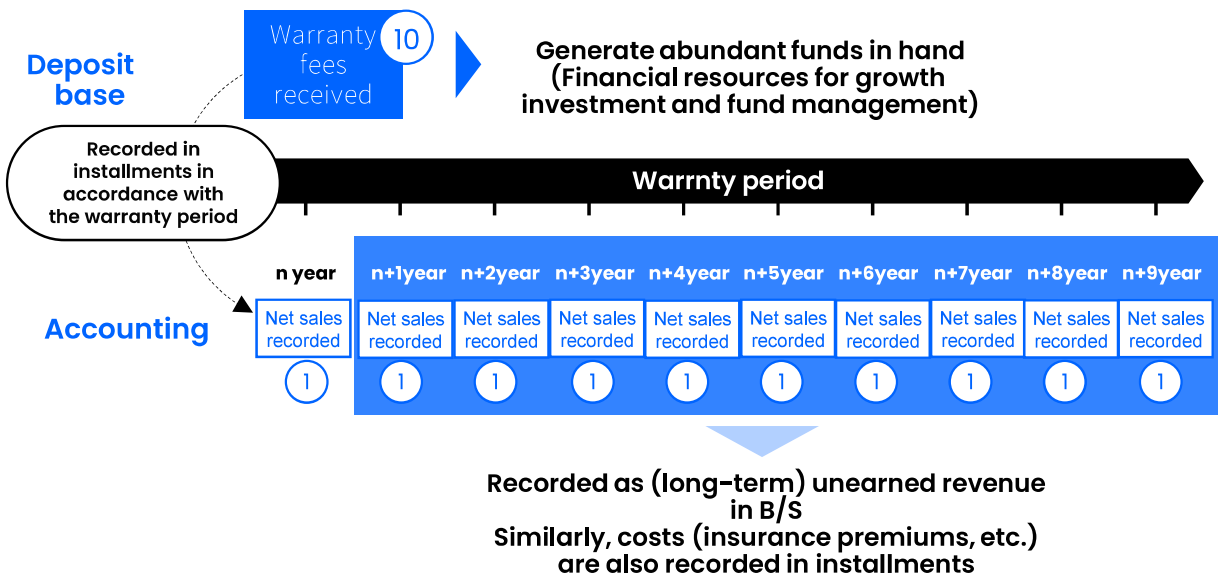 Deposit
base
Warranty
fees
received
10
Generate abundant funds in hand
(Financial resources for growth
investment and fund management)
Recorded in
installments in
accordance with
the warranty period
Warrnty period
n year
n+1year
n+2year
n+3year
n+4year
n+5year
n+6year
n+7year
n+8year
n+9year
Accounting
Net sales
recorded
1
Net sales
recorded
1
Net sales
recorded
1
Net sales
recorded
1
Net sales
recorded
1
Net sales
recorded
1
Net sales
recorded
1
Net sales
recorded
1
Net sales
recorded
1
Net sales
recorded
1
Recorded as (long-term) unearned revenue
in B/S
Similarly, costs (insurance premiums, etc.)
are also recorded in installments